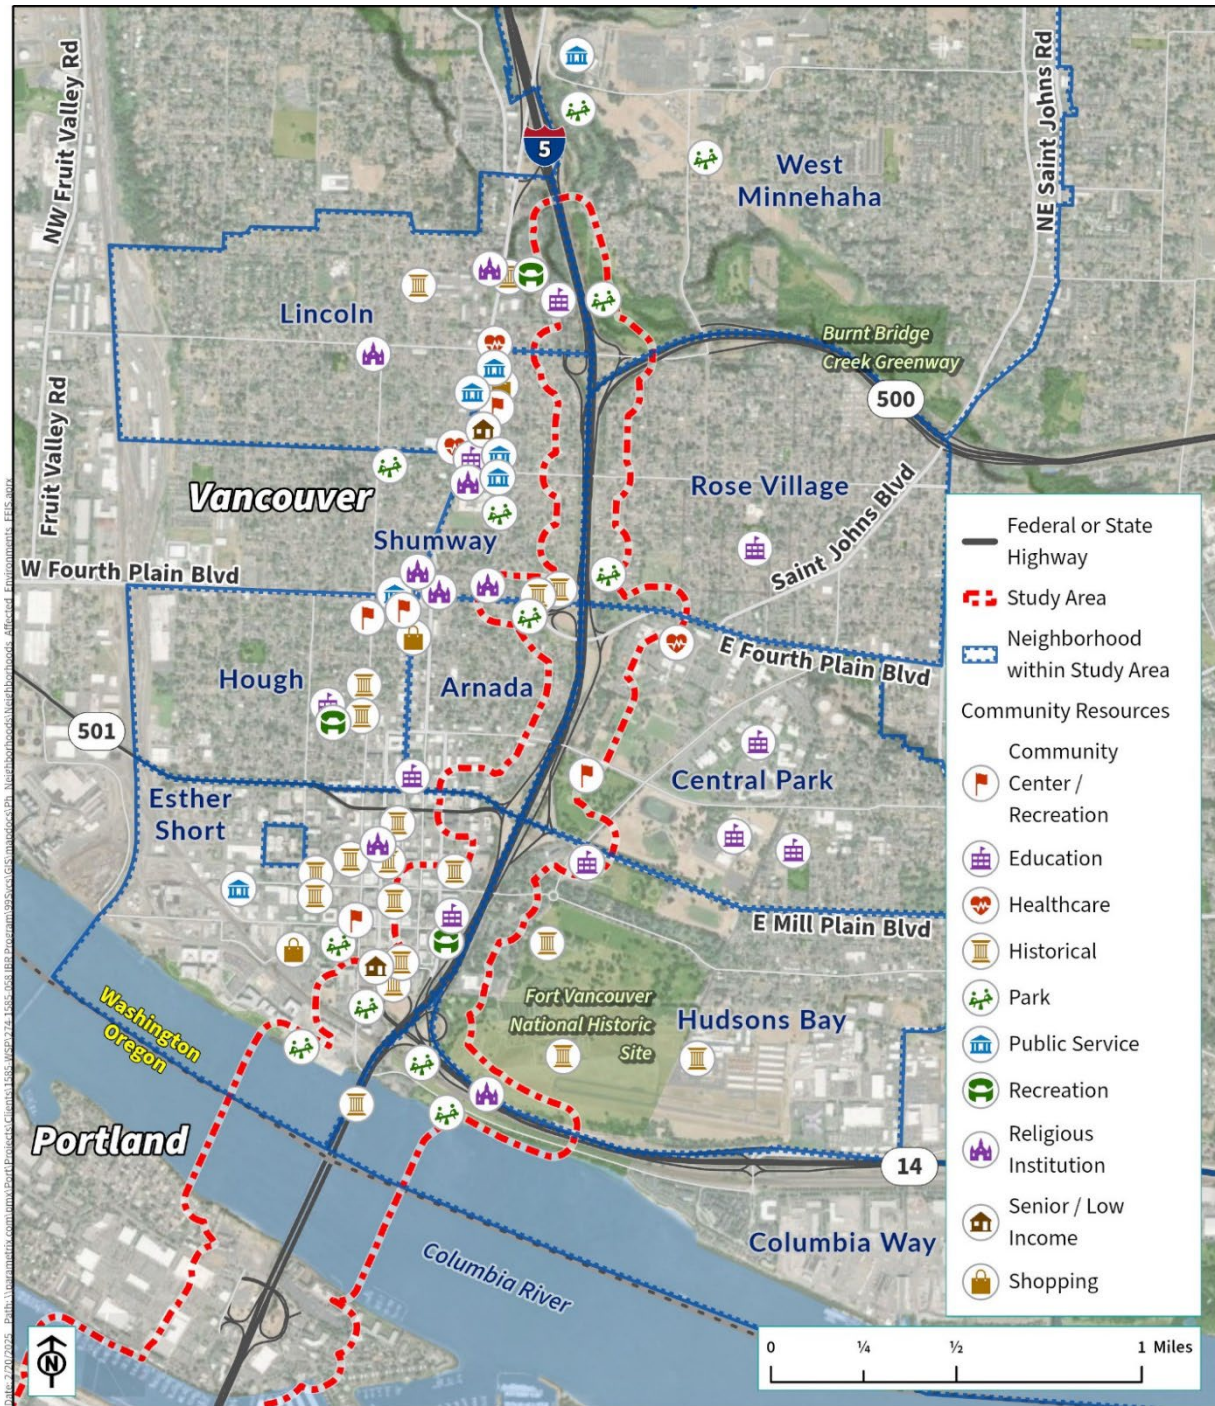 NW Fruit Valley Rd
5
West
Minnehaha
NE Saint Johns Rd
Lincoln
Burnt Bridge
Creek Greenway
500
Fruit Valley Rd
Vancouver
Rose Village
Saint Johns Blvd
Shumway
W Fourth Plain Blvd
E Fourth Plain Blvd
Hough
Arnada
501
Esther
Short
Central Park
E Mill Plain Blvd
Fort Vancouver
National Historic
Site
Hudsons Bay
Washington
Oregon
Portland
14
Columbia Way
Columbia River
Federal or State
Highway
Study Area
Neighborhood
within Study Area
Community Resources
Community
Center /
Recreation
Education
Healthcare
Historical
Park
Public Service
Recreation
Religious
Institution
Senior / Low
Income
Shopping
0 ¼ ½ 1 Miles
N